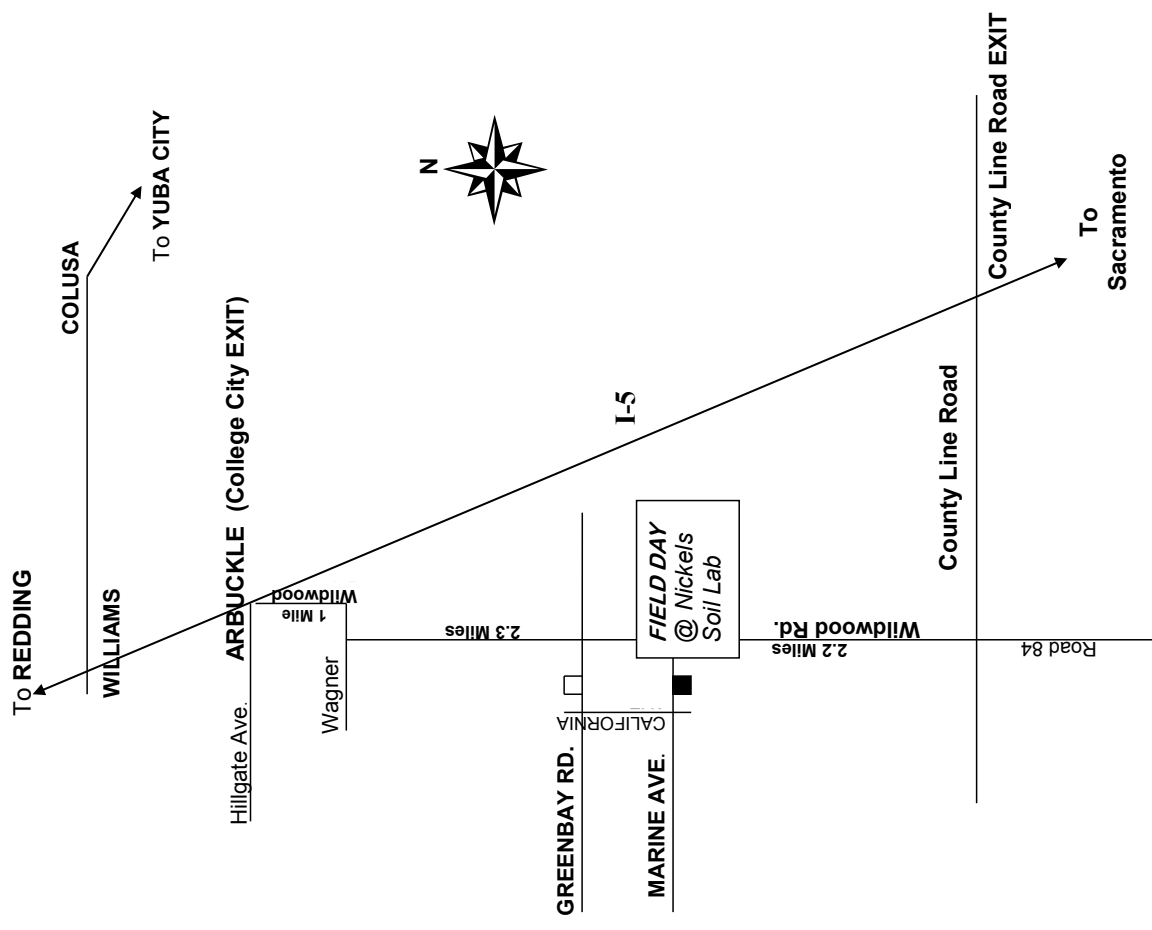 To REDDING
WILLIAMS
COLUSA
To YUBA CITY
ARBUCKLE (College City EXIT)
Hillgate Ave.
Wildwood
1 Mile
Wagner
N
2.3 Miles
I-5
GREENBAY RD.
CALIFORNIA
MARINE AVE.
FIELD DAY
@ Nickels
Soil Lab
Wildwood Rd.
2.2 Miles
County Line Road
County Line Road EXIT
Road 84
To
Sacramento